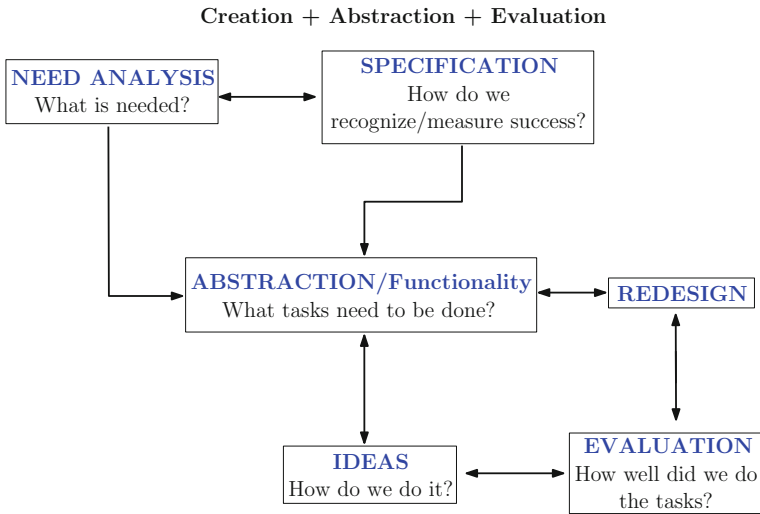 Creation + Abstraction + Evaluation
NEED ANALYSIS
What is needed?
SPECIFICATION
How do we
recognize/measure success?
ABSTRACTION/Functionality
What tasks need to be done?
REDESIGN
IDEAS
How do we do it?
EVALUATION
How well did we do
the tasks?